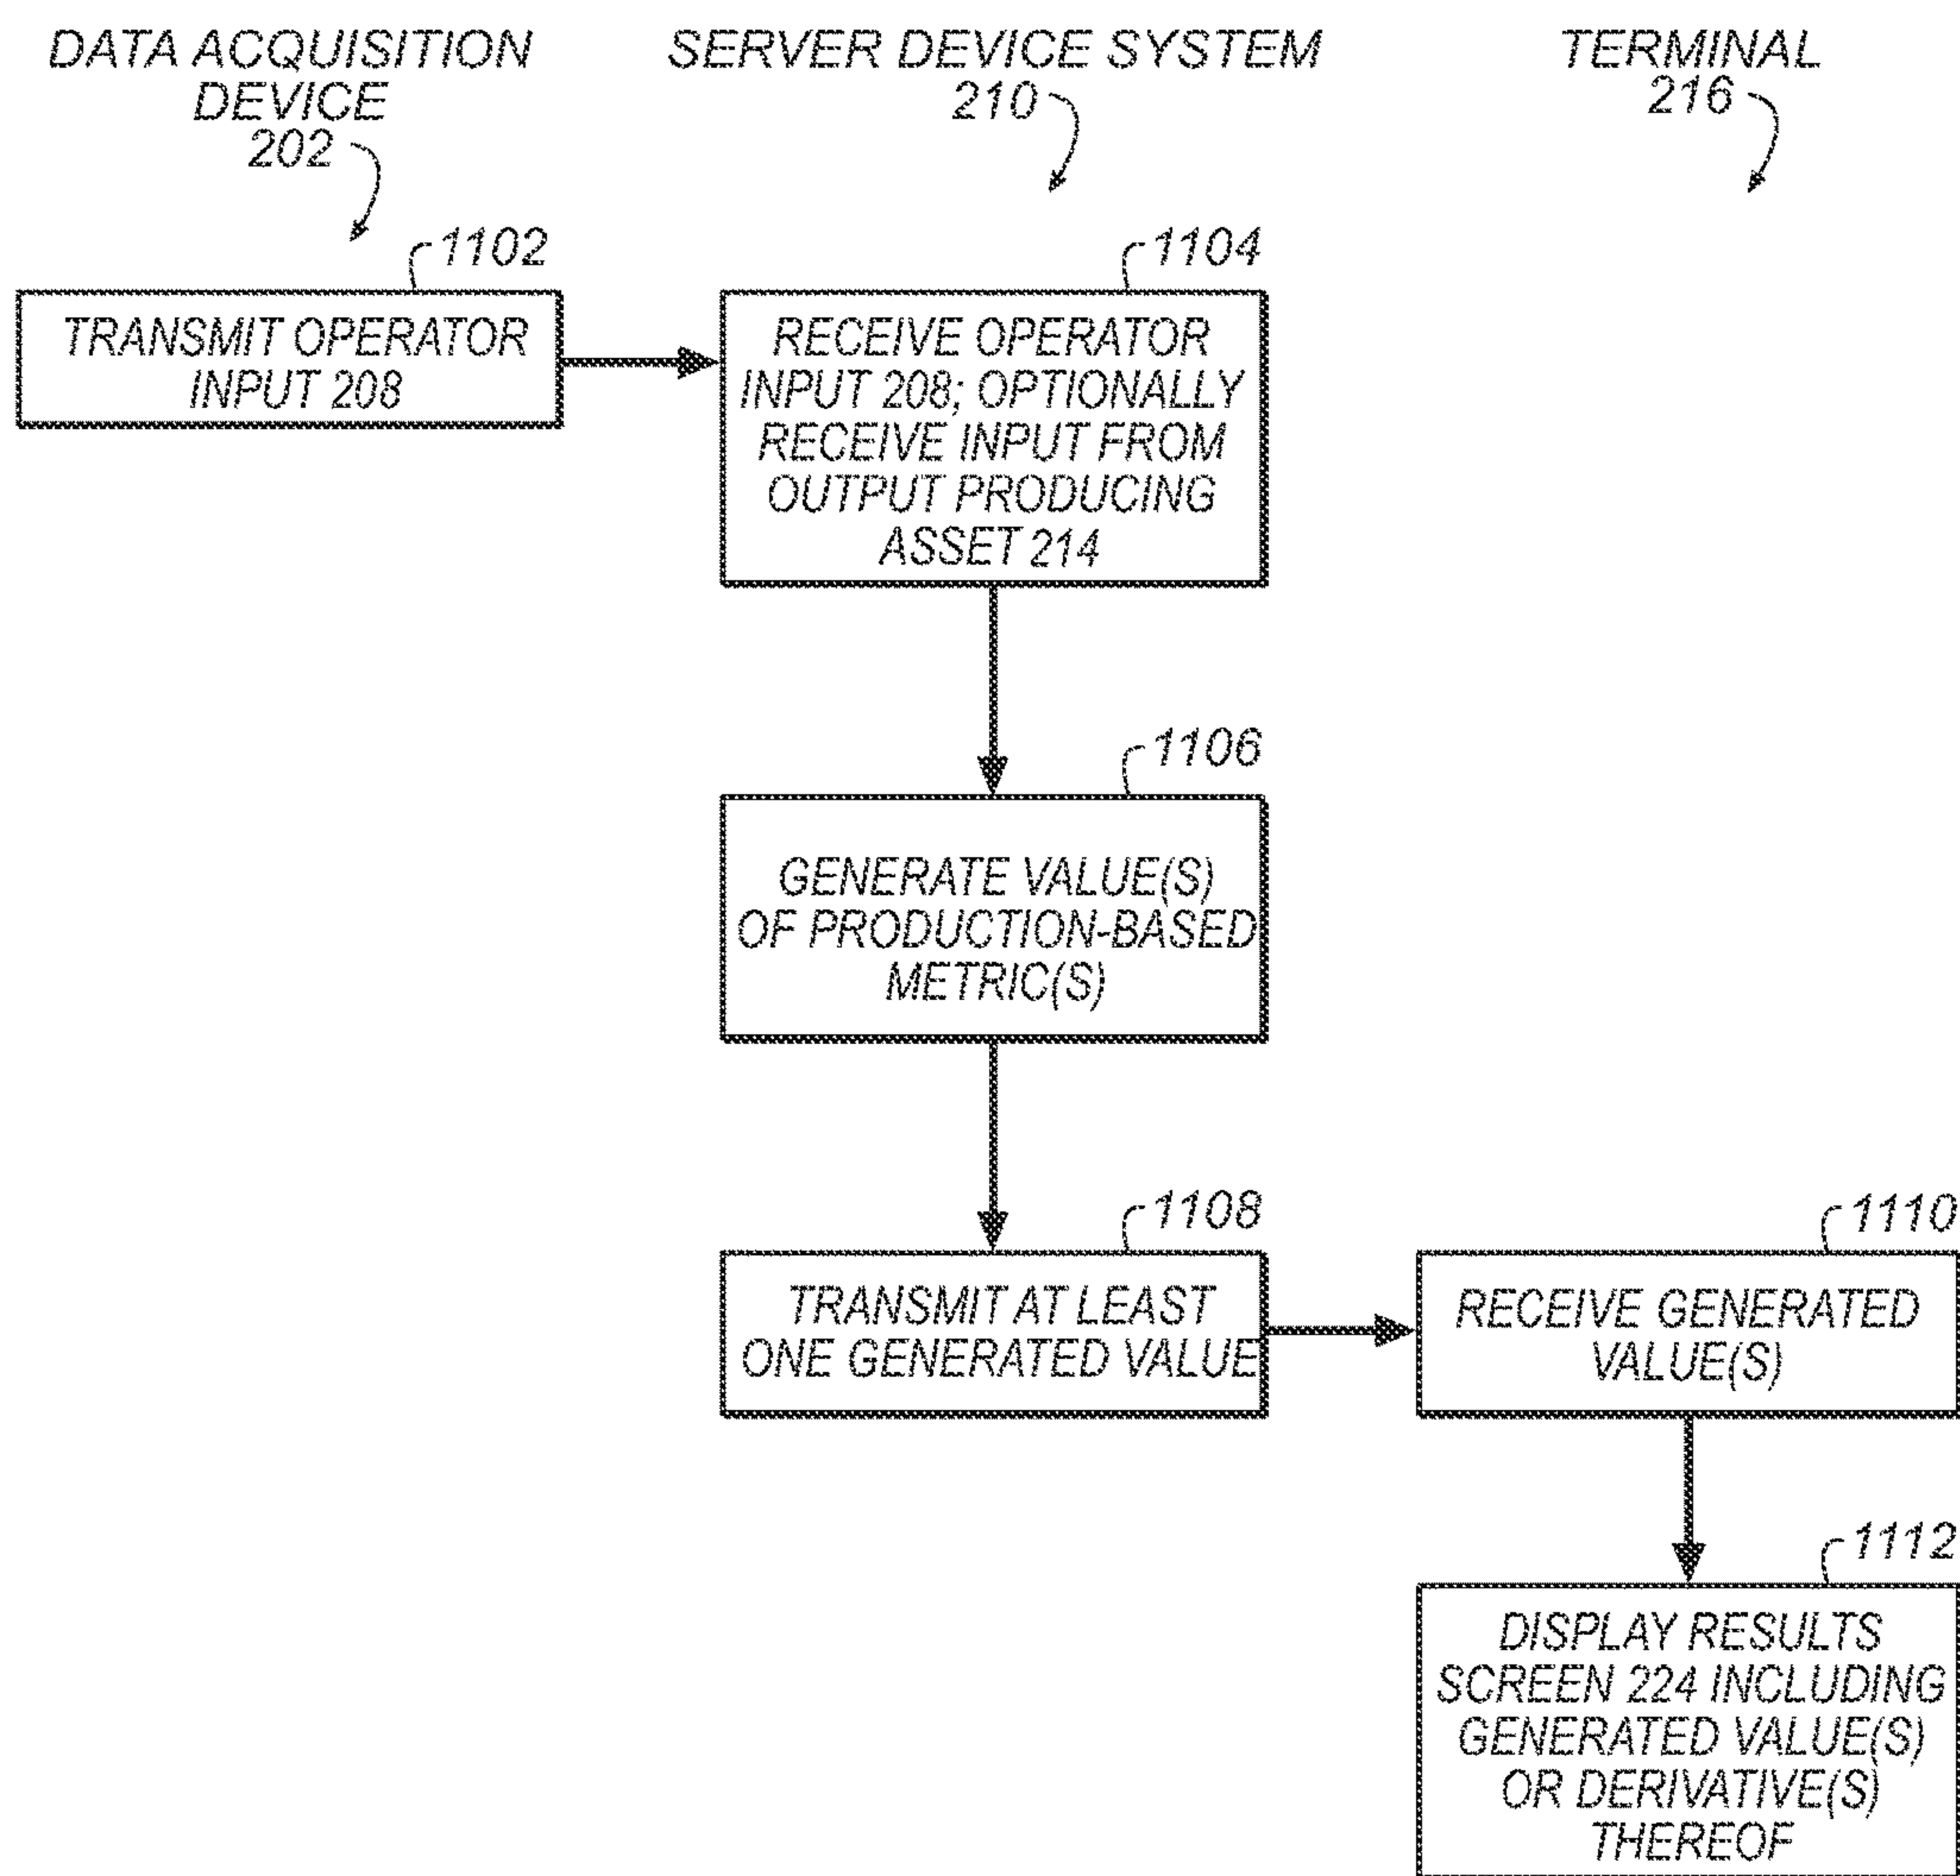 DATA ACQUISITION
DEVICE
202
SERVER DEVICE SYSTEM
210
TERMINAL
216
1102
TRANSMIT OPERATOR
INPUT 208
1104
RECEIVE OPERATOR
INPUT 208; OPTIONALLY
RECEIVE INPUT FROM
OUTPUT PRODUCING
ASSET 214
1106
GENERATE VALUE(S)
OF PRODUCTION-BASED
METRIC(S)
1108
TRANSMIT AT LEAST
ONE GENERATED VALUE
1110
RECEIVE GENERATED
VALUE(S)
1112
DISPLAY RESULTS
SCREEN 224 INCLUDING
GENERATED VALUE(S)
OR DERIVATIVE(S)
THEREOF